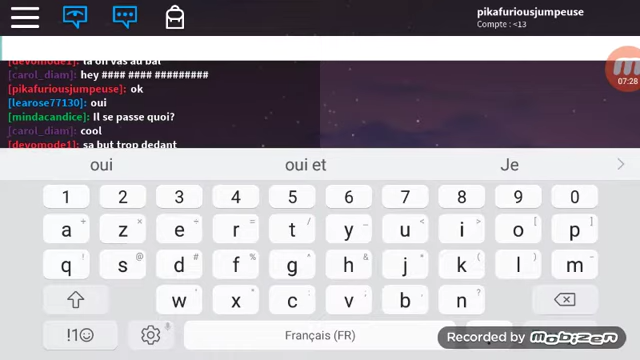 pikafuriousjumpeuse
Compte : <13
[devomode1]: la on vas au bal
[carol_diam]: hey #### #### #########
[pikafuriousjumpeuse]: ok
[learose77130]: oui
[mindacandice]: Il se passe quoi?
[carol_diam]: cool
[devomode1]: sa but trop dedant
07:28
oui
oui et
Je
1 2 3 4 5 6 7 8 9 0
a z e r t y u i o p
q s d f g h j k l m
w x c v b n
!1
Français (FR)
Recorded by Mobizen